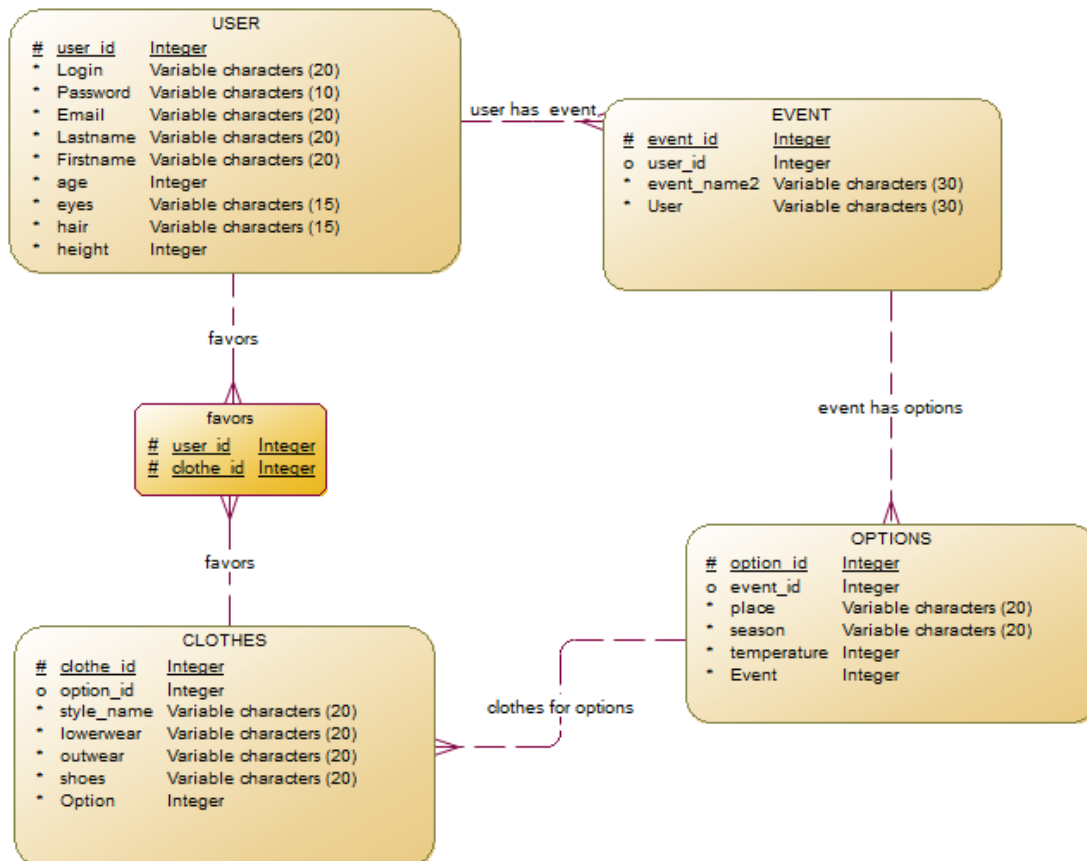 USER
# user_id Integer
* Login Variable characters (20)
* Password Variable characters (10)
* Email Variable characters (20)
* Lastname Variable characters (20)
* Firstname Variable characters (20)
* age Integer
* eyes Variable characters (15)
* hair Variable characters (15)
* height Integer
user has event
EVENT
# event_id Integer
o user_id Integer
* event_name2 Variable characters (30)
* User Variable characters (30)
favors
event has options
favors
# user_id Integer
# clothe_id Integer
favors
OPTIONS
# option_id Integer
o event_id Integer
* place Variable characters (20)
* season Variable characters (20)
* temperature Integer
* Event Integer
clothes for options
CLOTHES
# clothe_id Integer
o option_id Integer
* style_name Variable characters (20)
* lowerwear Variable characters (20)
* outwear Variable characters (20)
* shoes Variable characters (20)
* Option Integer